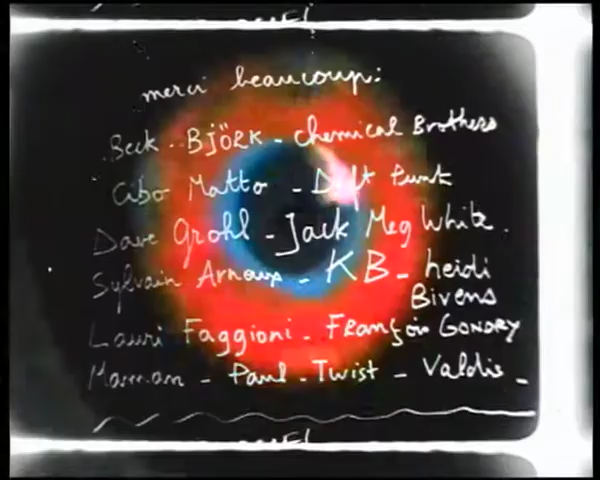 merci beaucoup:
Beck - BJÖRK - Chemical Brothers
Cibo Matto - Daft Punk
Dave Grohl - Jack Meg White.
Sylvain Arnoux - KB - heidi
Bivens
Lauri Faggioni - François GONDRY
Maman - Paul - Twist - Valdis -